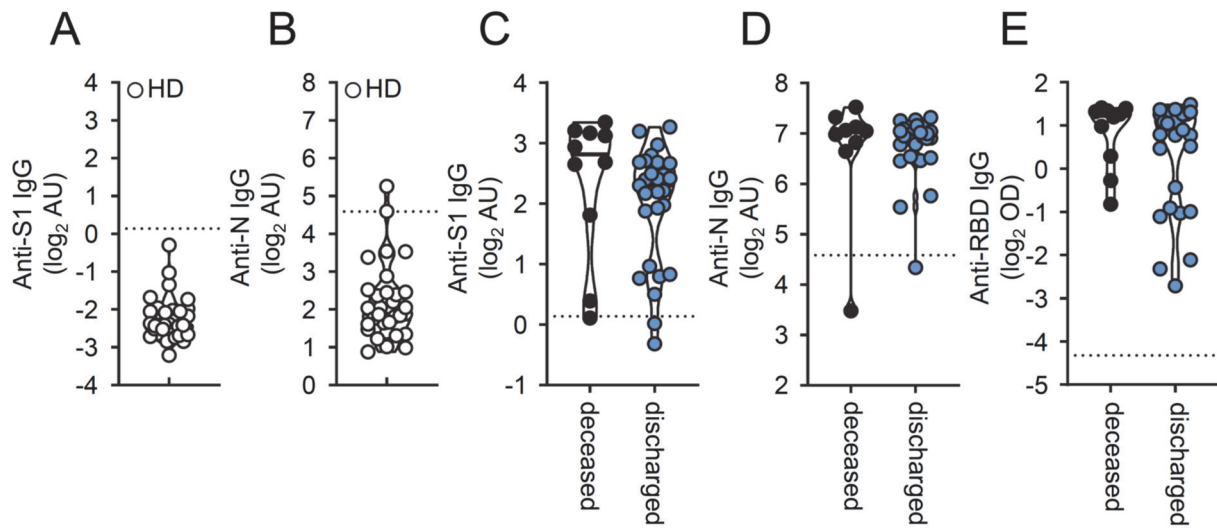 A
B
C
D
E
Anti-S1 IgG
(log2 AU)
4
3
2
1
0
-1
-2
-3
-4
HD
Anti-N IgG
(log2 AU)
8
7
6
5
4
3
2
1
0
HD
Anti-S1 IgG
(log2 AU)
4
3
2
1
0
-1
deceased
discharged
Anti-N IgG
(log2 AU)
8
7
6
5
4
3
2
deceased
discharged
Anti-RBD IgG
(log2 OD)
2
1
0
-1
-2
-3
-4
-5
deceased
discharged